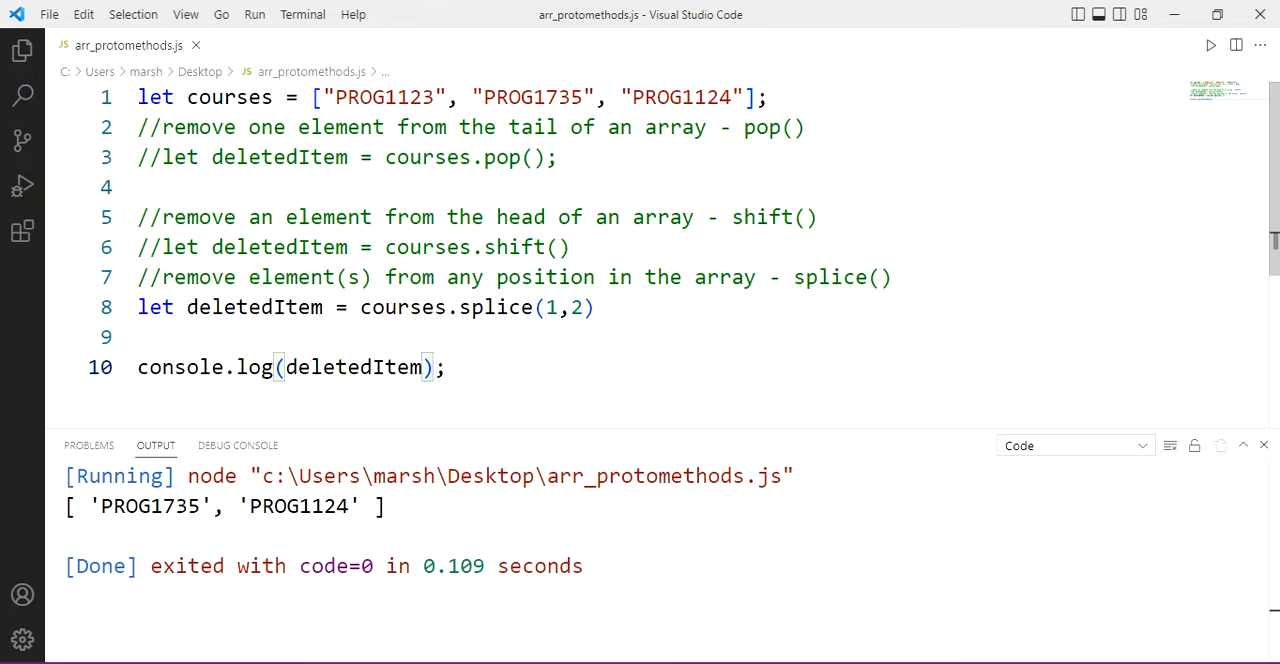 File Edit Selection View Go Run Terminal Help arr_protomethods.js - Visual Studio Code
JS arr_protomethods.js
C: > Users > marsh > Desktop > JS arr_protomethods.js > ...
1 let courses = ["PROG1123", "PROG1735", "PROG1124"];
2 //remove one element from the tail of an array - pop()
3 //let deletedItem = courses.pop();
4
5 //remove an element from the head of an array - shift()
6 //let deletedItem = courses.shift()
7 //remove element(s) from any position in the array - splice()
8 let deletedItem = courses.splice(1,2)
9
10 console.log(deletedItem);
PROBLEMS OUTPUT DEBUG CONSOLE Code
[Running] node "c:\Users\marsh\Desktop\arr_protomethods.js"
[ 'PROG1735', 'PROG1124' ]
[Done] exited with code=0 in 0.109 seconds